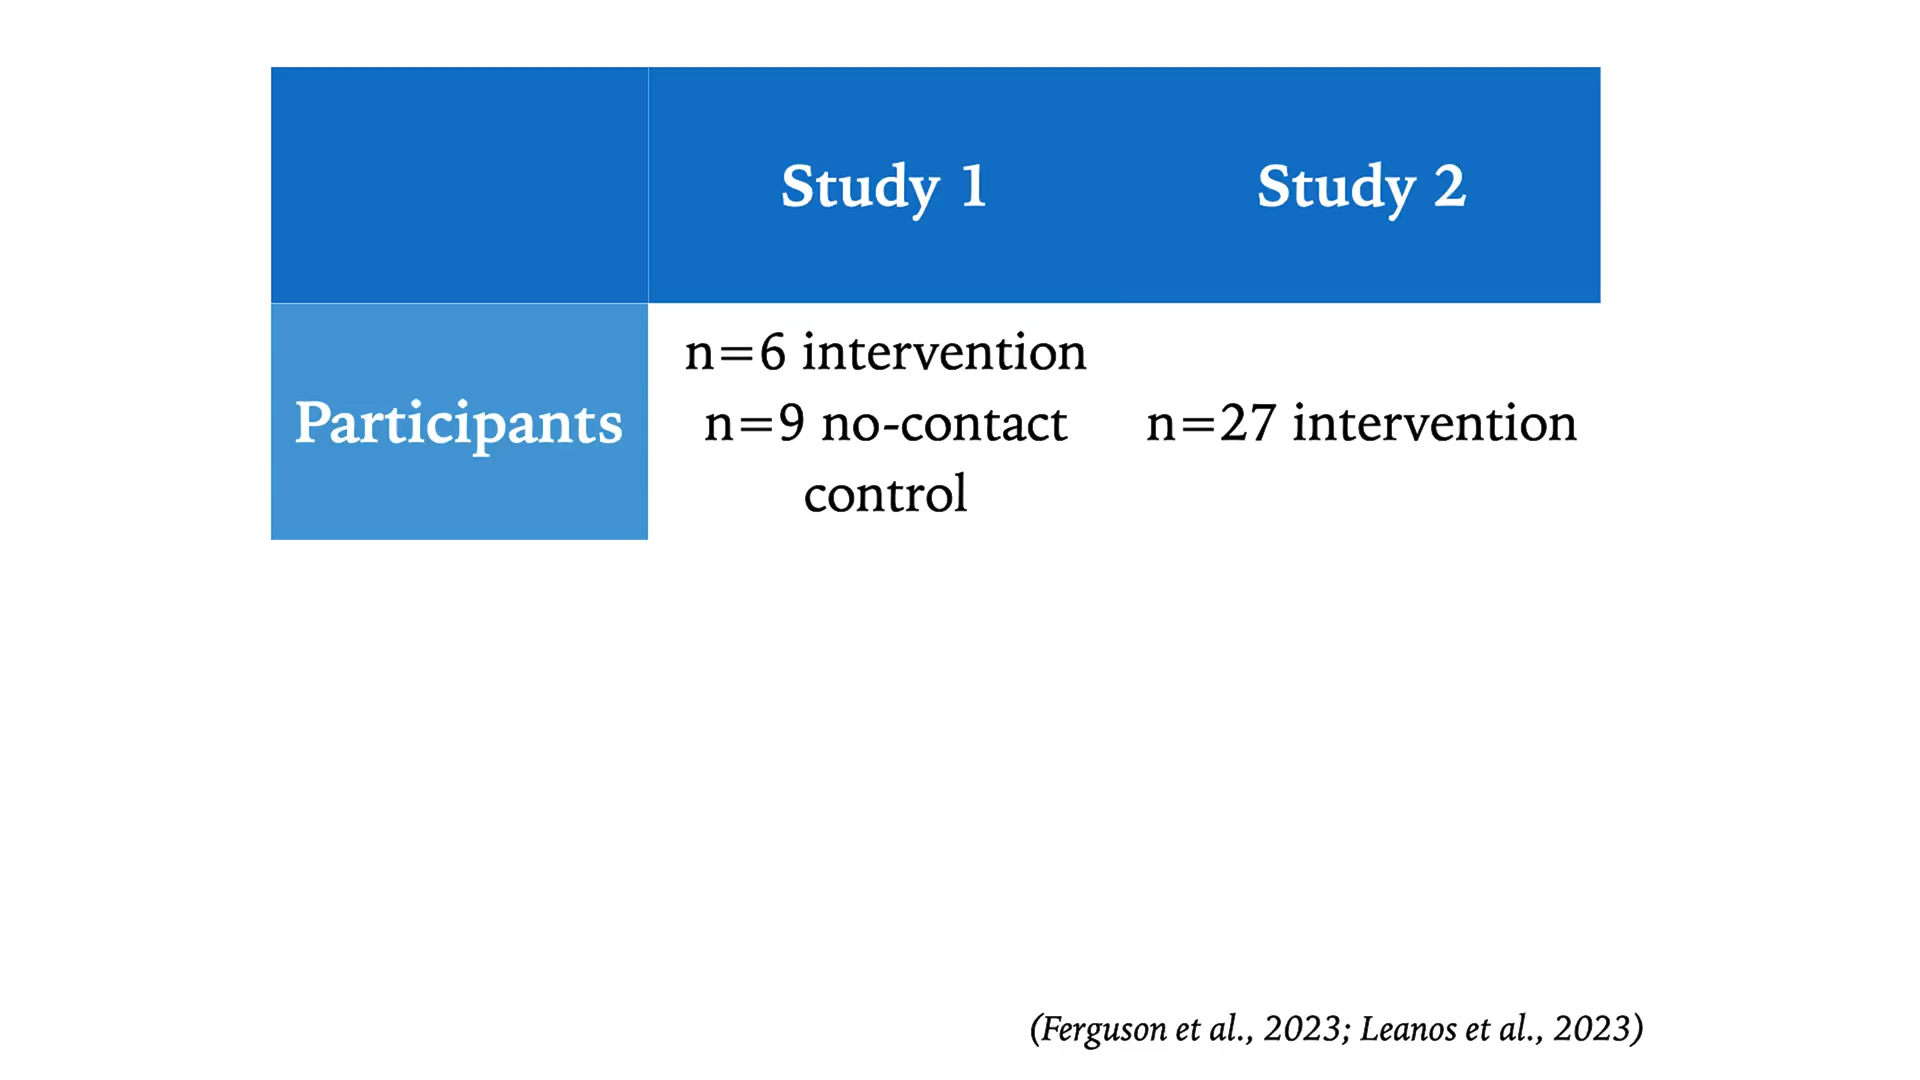 Study 1
Study 2
Participants
n=6 intervention
n=9 no-contact
control
n=27 intervention
(Ferguson et al., 2023; Leanos et al., 2023)